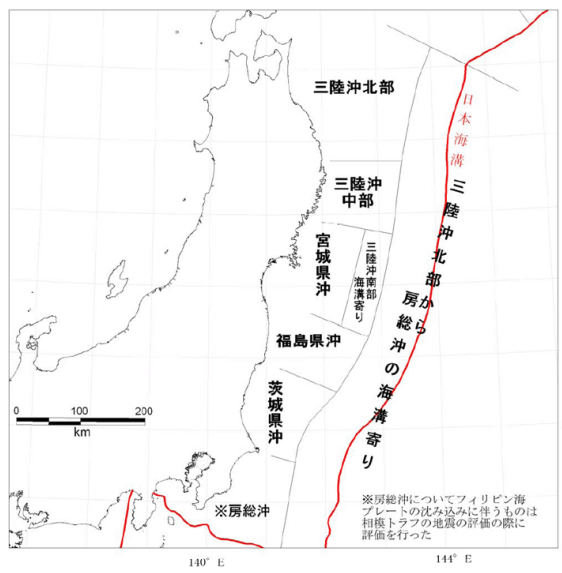 三陸沖北部
日本海溝
三陸沖
中部
三陸沖北部から
房総沖の海溝寄り
宮城県沖
三陸沖南部
海溝寄り
福島県沖
茨城県沖
0 100 200
km
※房総沖
※房総沖についてフィリピン海
プレートの沈み込みに伴うものは
相模トラフの地震の評価の際に
評価を行った
140°E
144°E